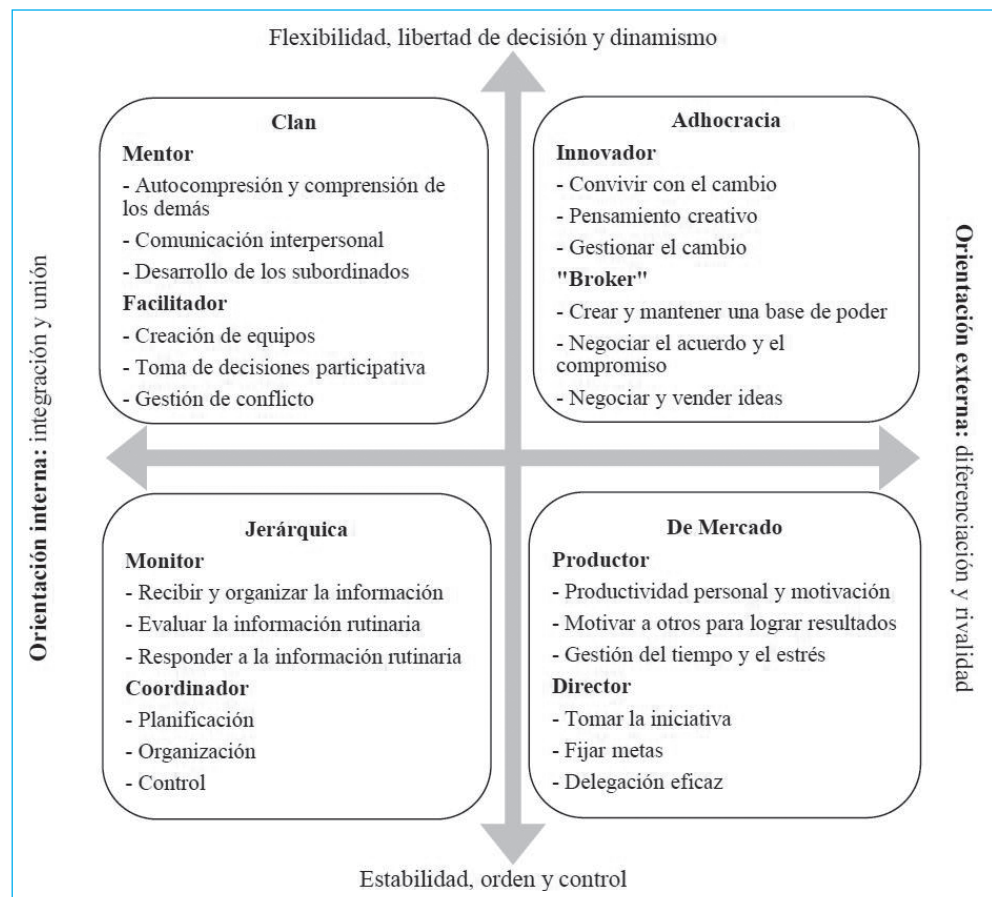 Flexibilidad, libertad de decisión y dinamismo
Orientación interna: integración y unión
Clan
Mentor
- Autocompresión y comprensión de
los demás
- Comunicación interpersonal
- Desarrollo de los subordinados
Facilitador
- Creación de equipos
- Toma de decisiones participativa
- Gestión de conflicto
Adhocracia
Innovador
- Convivir con el cambio
- Pensamiento creativo
- Gestionar el cambio
"Broker"
- Crear y mantener una base de poder
- Negociar el acuerdo y el
compromiso
- Negociar y vender ideas
Orientación externa: diferenciación y rivalidad
Jerárquica
Monitor
- Recibir y organizar la información
- Evaluar la información rutinaria
- Responder a la información rutinaria
Coordinador
- Planificación
- Organización
- Control
De Mercado
Productor
- Productividad personal y motivación
- Motivar a otros para lograr resultados
- Gestión del tiempo y el estrés
Director
- Tomar la iniciativa
- Fijar metas
- Delegación eficaz
Estabilidad, orden y control